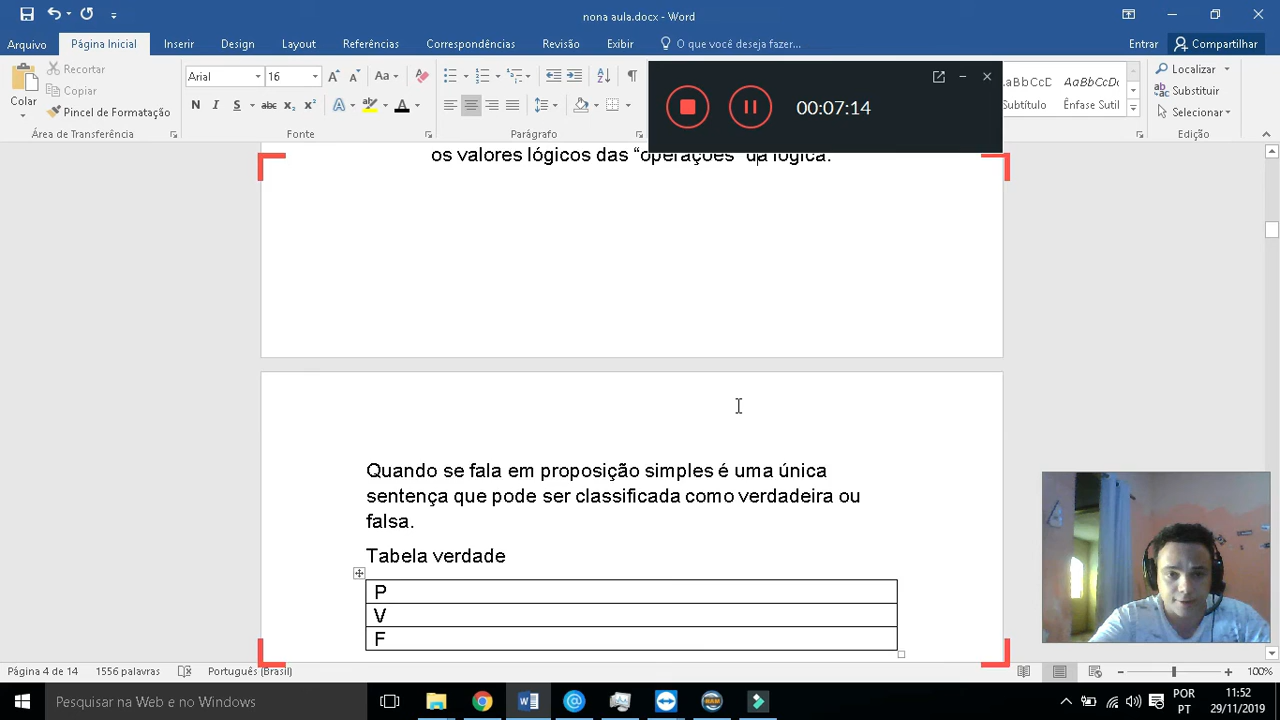 nona aula.docx - Word
Arquivo Página Inicial Inserir Design Layout Referências Correspondências Revisão Exibir O que você deseja fazer... Entrar Compartilhar
Colar
Recortar
Copiar
Pincel de Formatação
Área de Transferência
Arial 16
Aa
N I S abc x₂ x² A A
Fonte
Parágrafo
00:07:14
AaBbCcD AaBbCcDc
Subtítulo Ênfase Sutil
Localizar
Substituir
Selecionar
Edição
os valores lógicos das “operações” da lógica.
Quando se fala em proposição simples é uma única
sentença que pode ser classificada como verdadeira ou
falsa.
Tabela verdade
P
V
F
Página 4 de 14 1556 palavras Português (Brasil) 100%
Pesquisar na Web e no Windows
POR
PT
11:52
29/11/2019